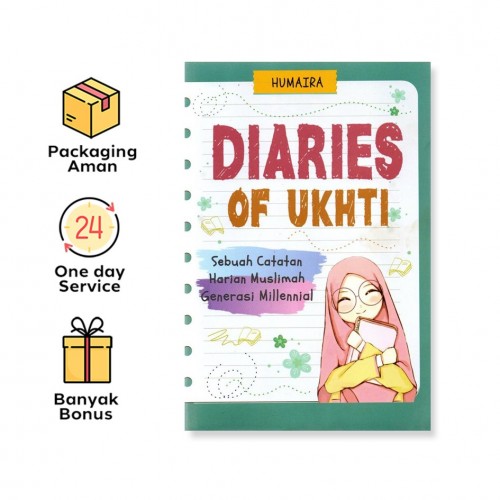 Packaging
Aman
24
One day
Service
Banyak
Bonus
HUMAIRA
DIARIES
OF UKHTI
Sebuah Catatan
Harian Muslimah
Generasi Millennial